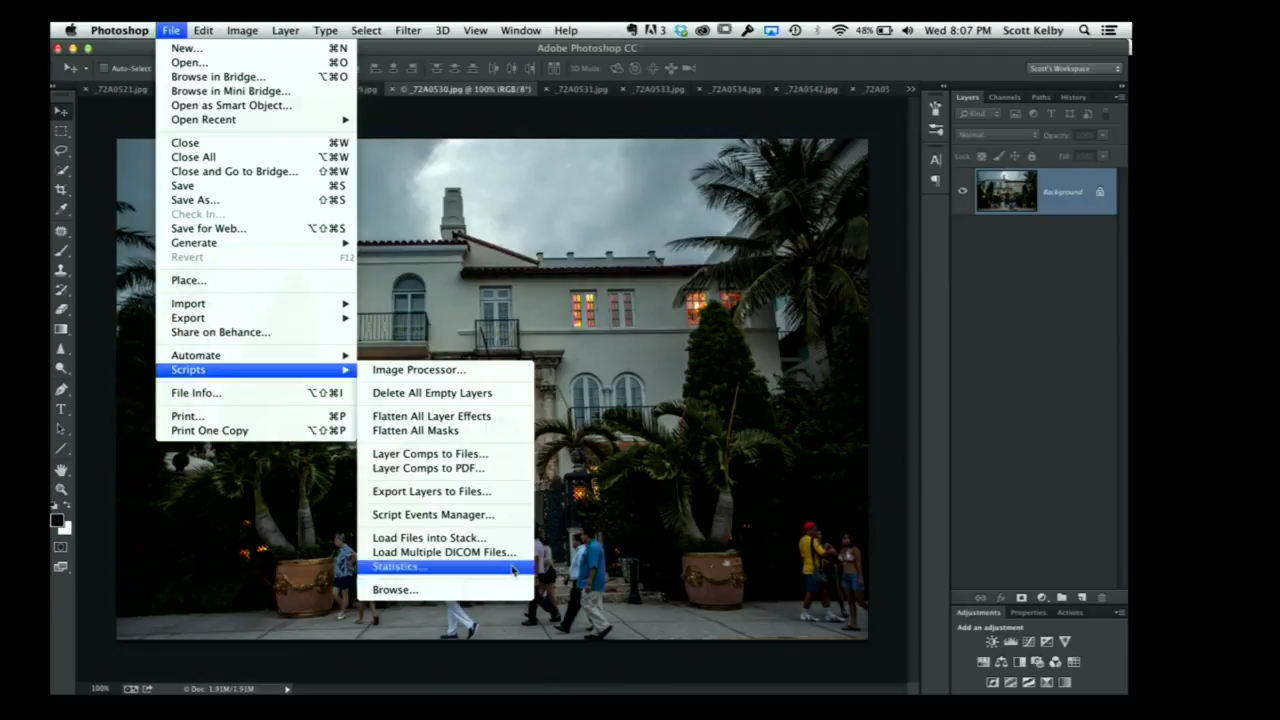 Photoshop File Edit Image Layer Type Select Filter 3D View Window Help 3 48% Wed 8:07 PM Scott Kelby
Adobe Photoshop CC
Auto-Select 3D Mode: Scott's Workspace
_72A0521.jpg 9.jpg © _72A0530.jpg @ 100% (RGB/8*) _72A0531.jpg _72A0533.jpg _72A0534.jpg _72A0542.jpg _72A05
New... ⌘N
Open... ⌘O
Browse in Bridge... ⌥⌘O
Browse in Mini Bridge...
Open as Smart Object...
Open Recent
Close ⌘W
Close All ⌥⌘W
Close and Go to Bridge... ⇧⌘W
Save ⌘S
Save As... ⇧⌘S
Check In...
Save for Web... ⌥⇧⌘S
Generate
Revert F12
Place...
Import
Export
Share on Behance...
Automate
Scripts
File Info... ⌥⇧⌘I
Print... ⌘P
Print One Copy ⌥⇧⌘P
Image Processor...
Delete All Empty Layers
Flatten All Layer Effects
Flatten All Masks
Layer Comps to Files...
Layer Comps to PDF...
Export Layers to Files...
Script Events Manager...
Load Files into Stack...
Load Multiple DICOM Files...
Statistics...
Browse...
Layers Channels Paths History
Kind
Normal Opacity:
Lock: Fill:
Background
Adjustments Properties Actions
Add an adjustment
100% Doc: 1.91M/1.91M